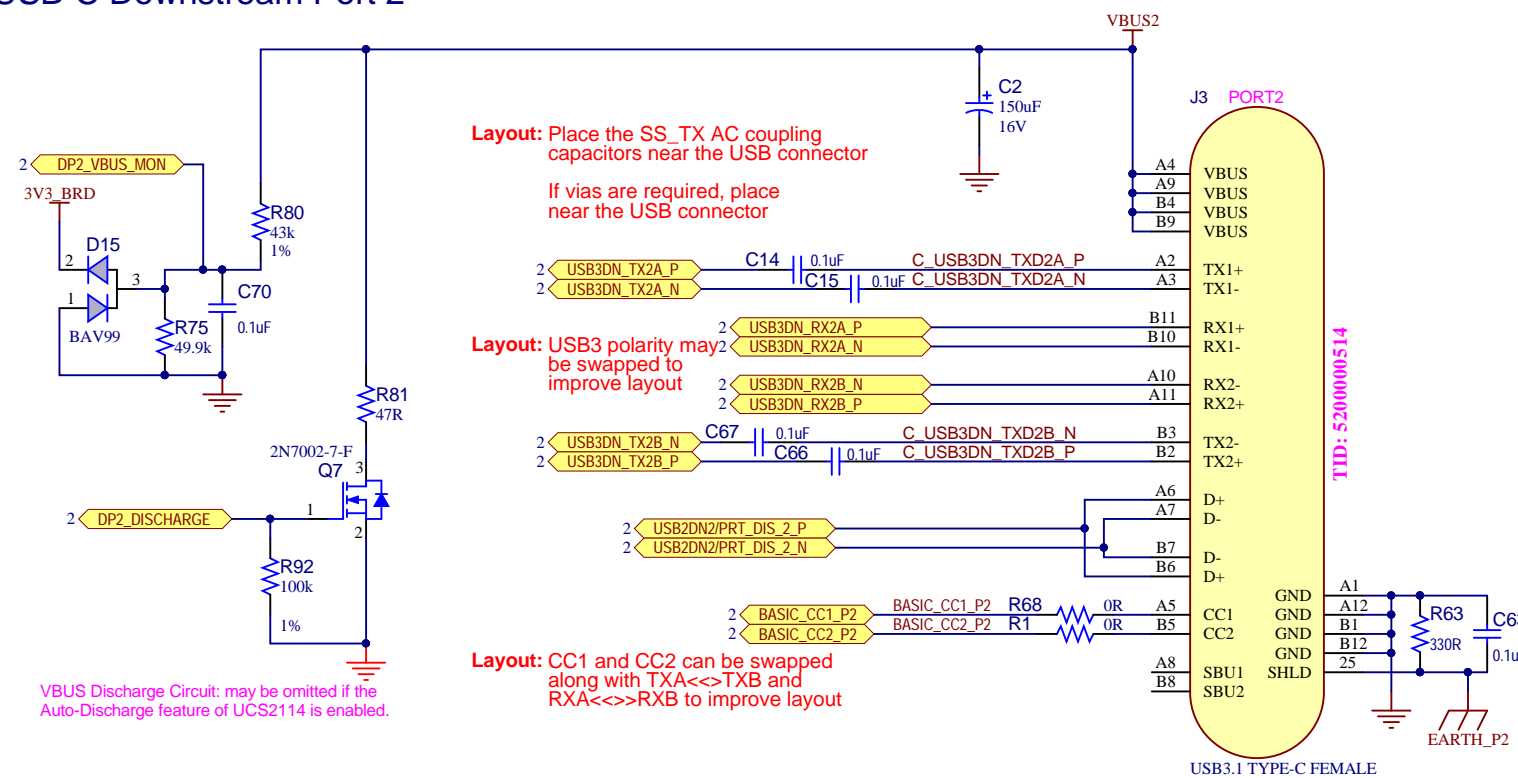 USB C Downstream Port 2
VBUS2
C2
150uF
16V
J3 PORT2
Layout: Place the SS_TX AC coupling
capacitors near the USB connector
If vias are required, place
near the USB connector
2 DP2_VBUS_MON
3V3_BRD
R80
43k
1%
D15
2
3
1
BAV99
C70
0.1uF
R75
49.9k
A4 VBUS
A9 VBUS
B4 VBUS
B9 VBUS
2 USB3DN_TX2A_P C14 0.1uF C_USB3DN_TXD2A_P A2 TX1+
2 USB3DN_TX2A_N C15 0.1uF C_USB3DN_TXD2A_N A3 TX1-
2 USB3DN_RX2A_P B11 RX1+
2 USB3DN_RX2A_N B10 RX1-
Layout: USB3 polarity may
be swapped to
improve layout
2 USB3DN_RX2B_N A10 RX2-
2 USB3DN_RX2B_P A11 RX2+
TID: 5200000514
R81
47R
2N7002-7-F
Q7
3
1
2
2 USB3DN_TX2B_N C67 0.1uF C_USB3DN_TXD2B_N B3 TX2-
2 USB3DN_TX2B_P C66 0.1uF C_USB3DN_TXD2B_P B2 TX2+
A6 D+
A7 D-
2 DP2_DISCHARGE
2 USB2DN2/PRT_DIS_2_P
2 USB2DN2/PRT_DIS_2_N
B7 D-
B6 D+
R92
100k
1%
2 BASIC_CC1_P2 BASIC_CC1_P2 R68 0R A5 CC1
2 BASIC_CC2_P2 BASIC_CC2_P2 R1 0R B5 CC2
GND A1
GND A12
GND B1
GND B12
SHLD 25
R63
330R
0.1u
Layout: CC1 and CC2 can be swapped
along with TXA<<>TXB and
RXA<<>>RXB to improve layout
A8 SBU1
B8 SBU2
VBUS Discharge Circuit: may be omitted if the
Auto-Discharge feature of UCS2114 is enabled.
EARTH_P2
USB3.1 TYPE-C FEMALE